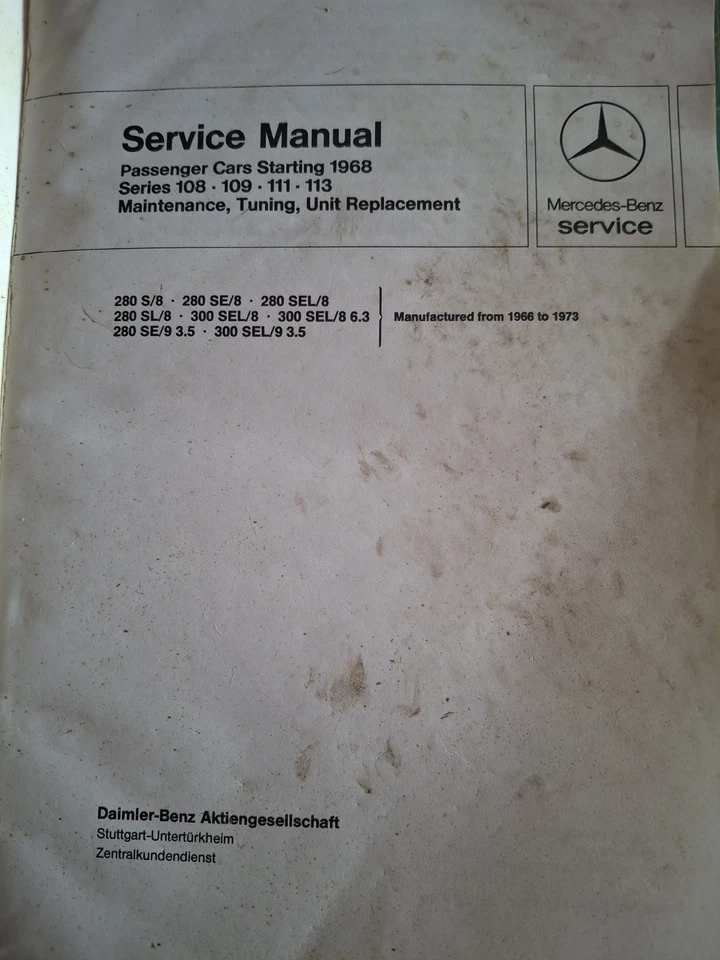 Service Manual
Passenger Cars Starting 1968
Series 108 · 109 · 111 · 113
Maintenance, Tuning, Unit Replacement
Mercedes-Benz
service
280 S/8 · 280 SE/8 · 280 SEL/8
280 SL/8 · 300 SEL/8 · 300 SEL/8 6.3
280 SE/9 3.5 · 300 SEL/9 3.5
Manufactured from 1966 to 1973
Daimler-Benz Aktiengesellschaft
Stuttgart-Untertürkheim
Zentralkundendienst